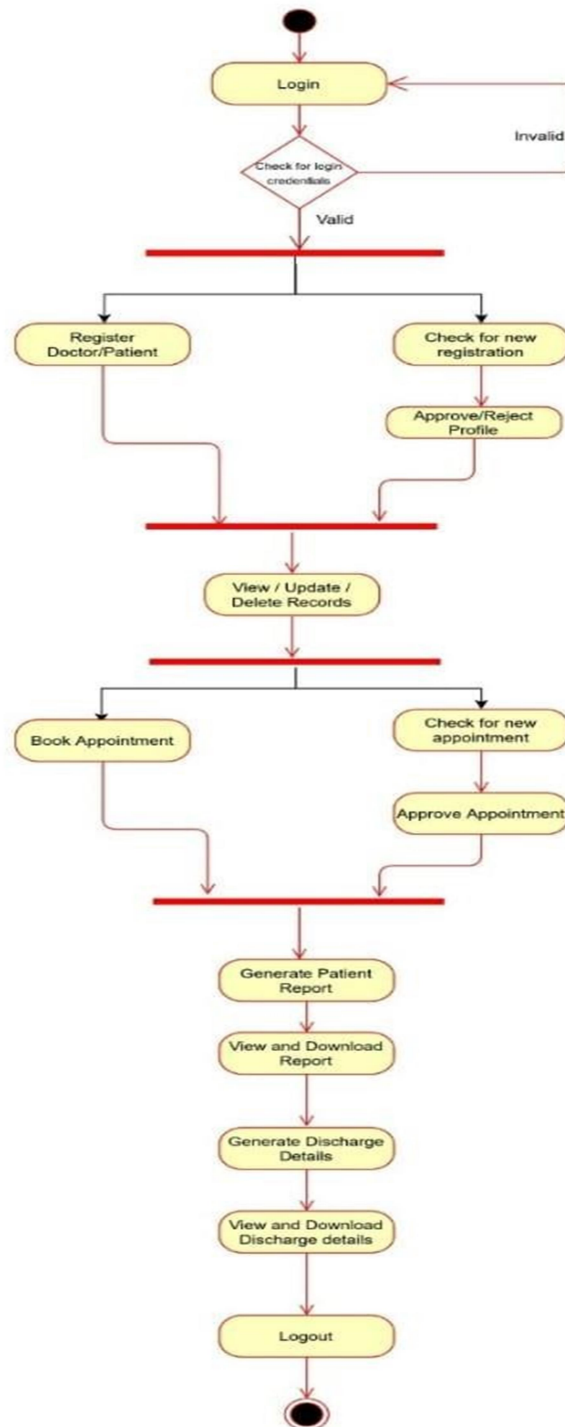 Login
Invalid
Check for login
credentials
Valid
Register
Doctor/Patient
Check for new
registration
Approve/Reject
Profile
View / Update /
Delete Records
Book Appointment
Check for new
appointment
Approve Appointment
Generate Patient
Report
View and Download
Report
Generate Discharge
Details
View and Download
Discharge details
Logout